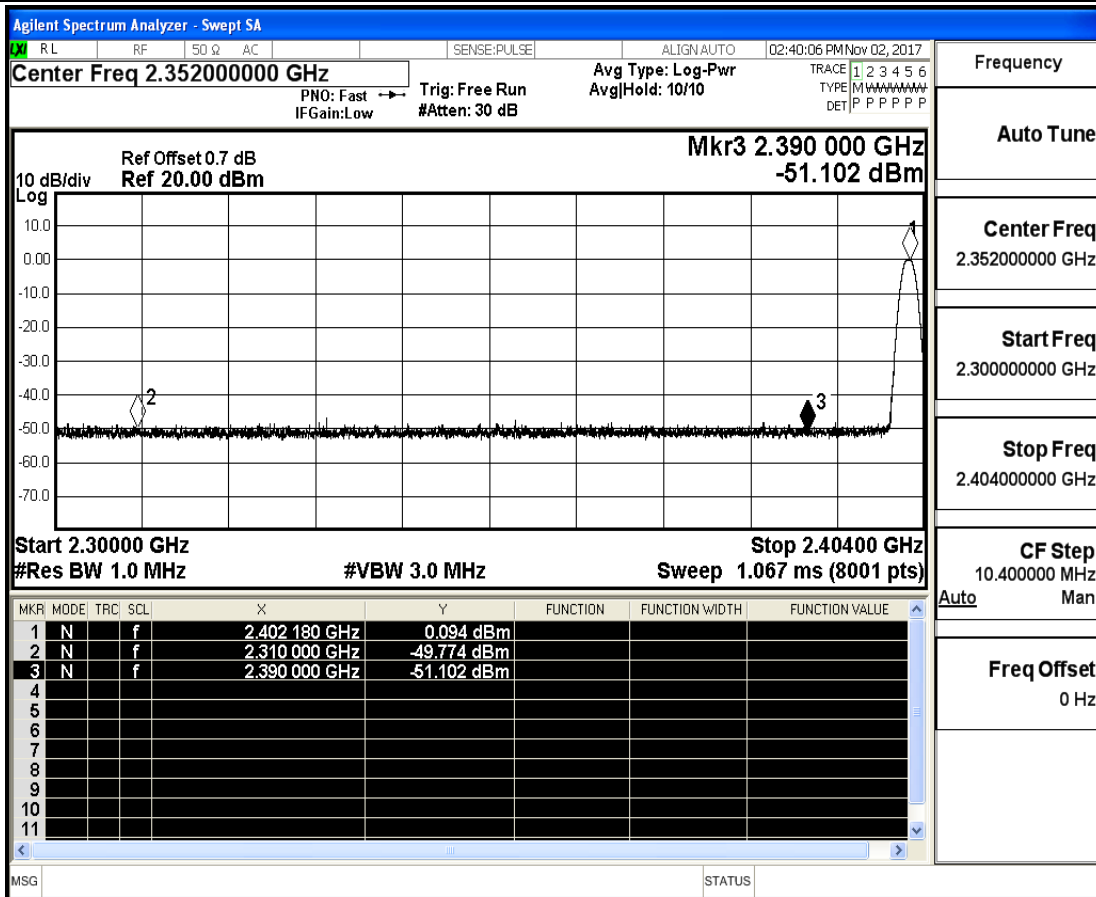 Agilent Spectrum Analyzer - Swept SA
LXI RL RF 50 Ω AC SENSE:PULSE ALIGN AUTO 02:40:06 PM Nov 02, 2017
Center Freq 2.352000000 GHz
PNO: Fast
IFGain:Low
Trig: Free Run
#Atten: 30 dB
Avg Type: Log-Pwr
Avg|Hold: 10/10
TRACE 1 2 3 4 5 6
TYPE M W W W W W
DET P P P P P P
Ref Offset 0.7 dB
10 dB/div Ref 20.00 dBm
Log
Mkr3 2.390 000 GHz
-51.102 dBm
10.0
0.00
-10.0
-20.0
-30.0
-40.0
-50.0
-60.0
-70.0
1
2
3
Start 2.30000 GHz Stop 2.40400 GHz
#Res BW 1.0 MHz #VBW 3.0 MHz Sweep 1.067 ms (8001 pts)
MKR MODE TRC SCL X Y FUNCTION FUNCTION WIDTH FUNCTION VALUE
1 N f 2.402 180 GHz 0.094 dBm
2 N f 2.310 000 GHz -49.774 dBm
3 N f 2.390 000 GHz -51.102 dBm
4
5
6
7
8
9
10
11
MSG STATUS
Frequency
Auto Tune
Center Freq
2.352000000 GHz
Start Freq
2.300000000 GHz
Stop Freq
2.404000000 GHz
CF Step
10.400000 MHz
Auto Man
Freq Offset
0 Hz